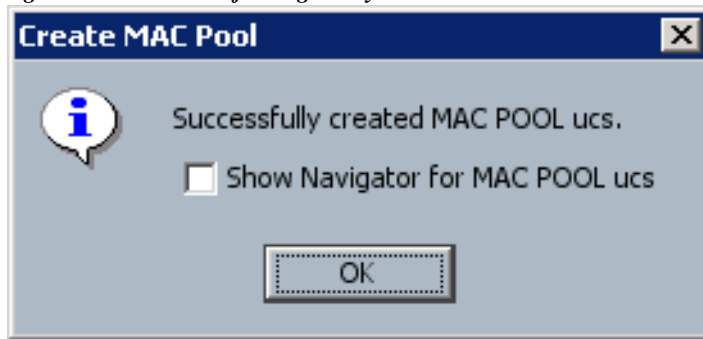 Create MAC Pool
Successfully created MAC POOL ucs.
Show Navigator for MAC POOL ucs
OK